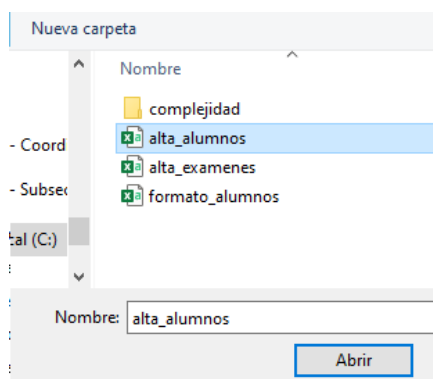 Nueva carpeta
Nombre
complejidad
- Coord
alta_alumnos
alta_examenes
- Subsec
formato_alumnos
tal (C:)
Nombre: alta_alumnos
Abrir